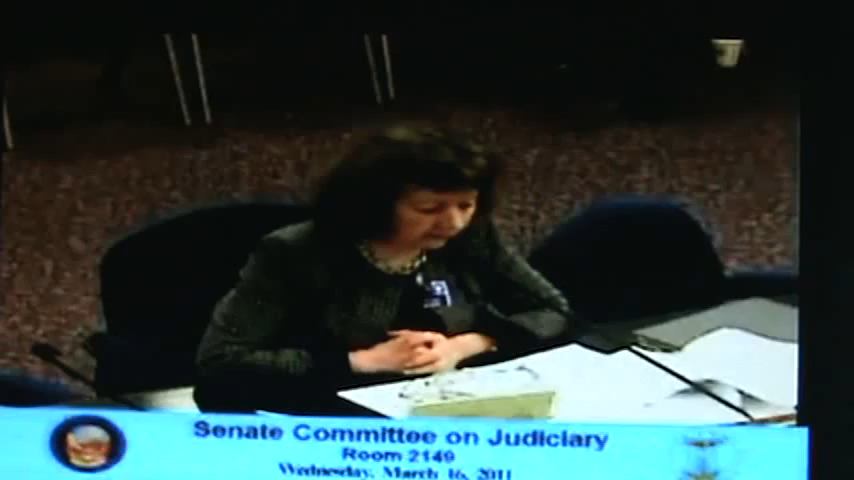 Senate Committee on Judiciary
Room 2149
Wednesday, March 16, 2011